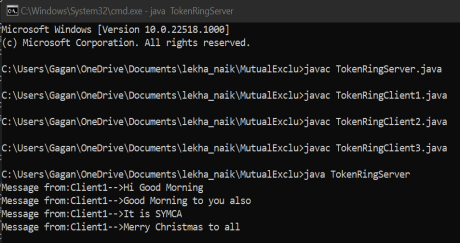 C:\Windows\System32\cmd.exe - java  TokenRingServer
Microsoft Windows [Version 10.0.22518.1000]
(c) Microsoft Corporation. All rights reserved.
C:\Users\Gagan\OneDrive\Documents\lekha_naik\MutualExclu>javac TokenRingServer.java
C:\Users\Gagan\OneDrive\Documents\lekha_naik\MutualExclu>javac TokenRingClient1.java
C:\Users\Gagan\OneDrive\Documents\lekha_naik\MutualExclu>javac TokenRingClient2.java
C:\Users\Gagan\OneDrive\Documents\lekha_naik\MutualExclu>javac TokenRingClient3.java
C:\Users\Gagan\OneDrive\Documents\lekha_naik\MutualExclu>java TokenRingServer
Message from:Client1-->Hi Good Morning
Message from:Client1-->Good Morning to you also
Message from:Client1-->It is SYMCA
Message from:Client1-->Merry Christmas to all